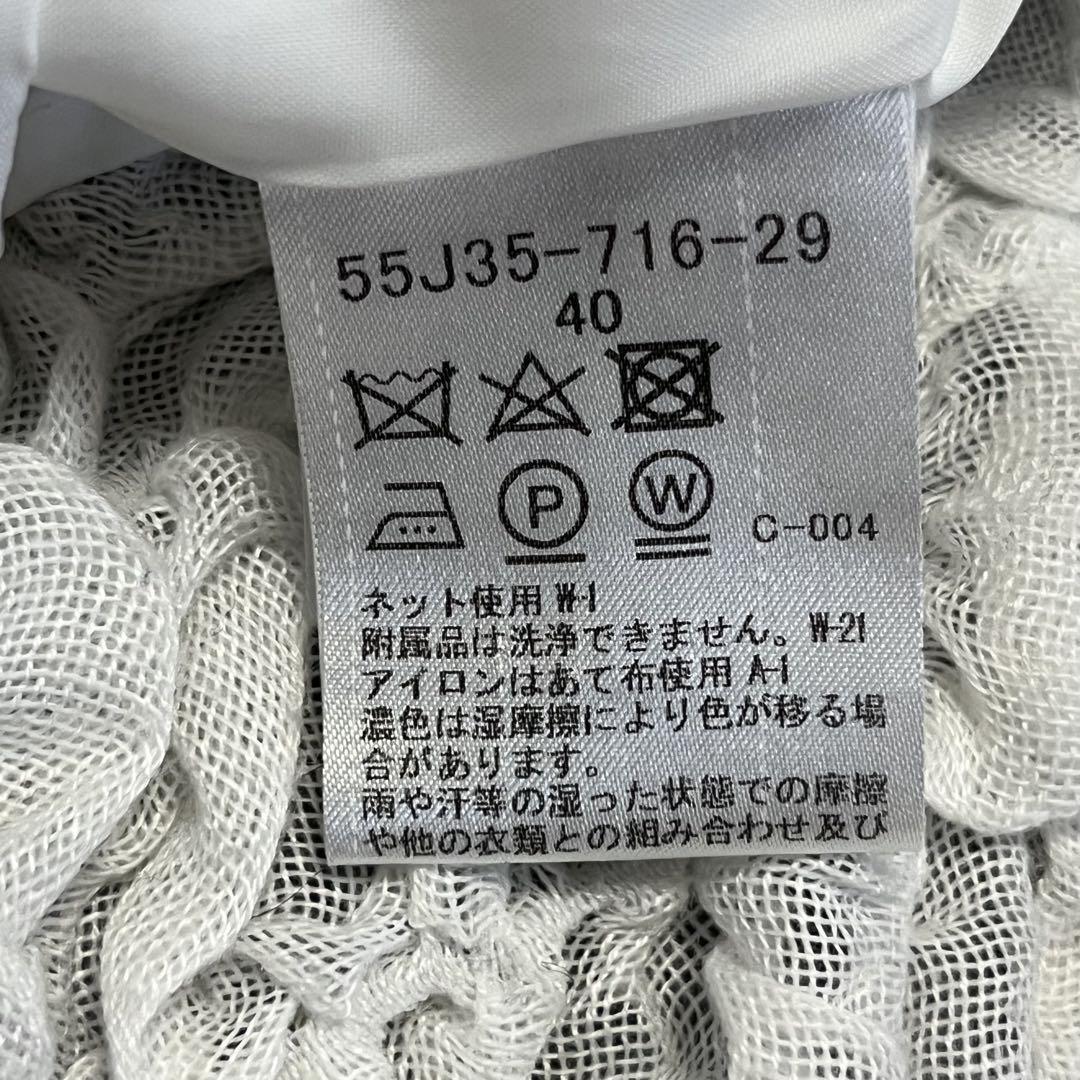 55J35-716-29
40
P W C-004
ネット使用 W-1
附属品は洗浄できません。W-21
アイロンはあて布使用 A-1
濃色は湿摩擦により色が移る場
合があります。
雨や汗等の湿った状態での摩擦
や他の衣類との組み合わせ及び